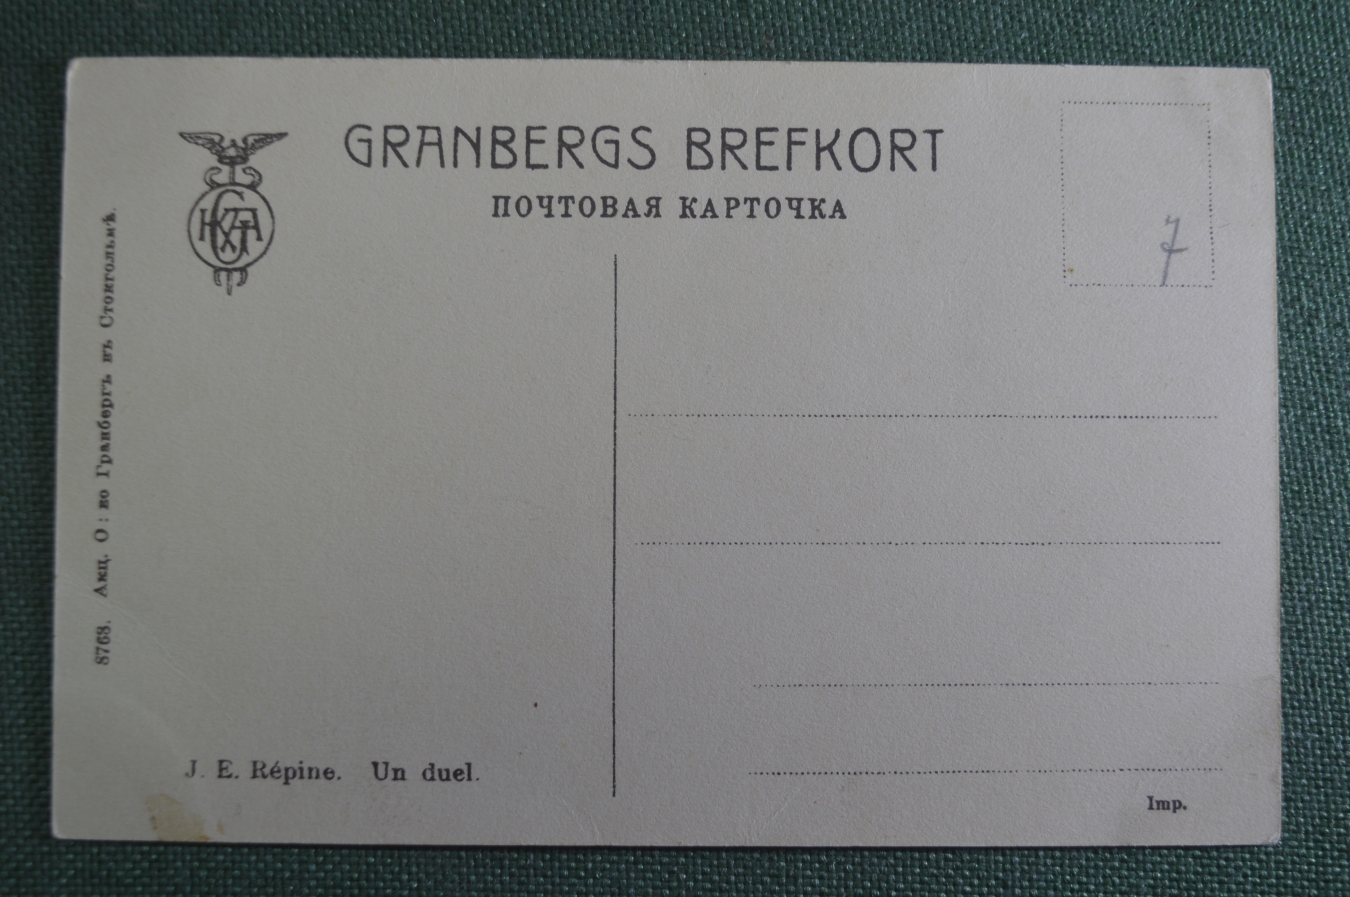 GRANBERGS BREFKORT
ПОЧТОВАЯ КАРТОЧКА
7
8763. Акц. О: во Гранбергъ въ Стокгольмѣ.
J. E. Répine. Un duel.
Imp.